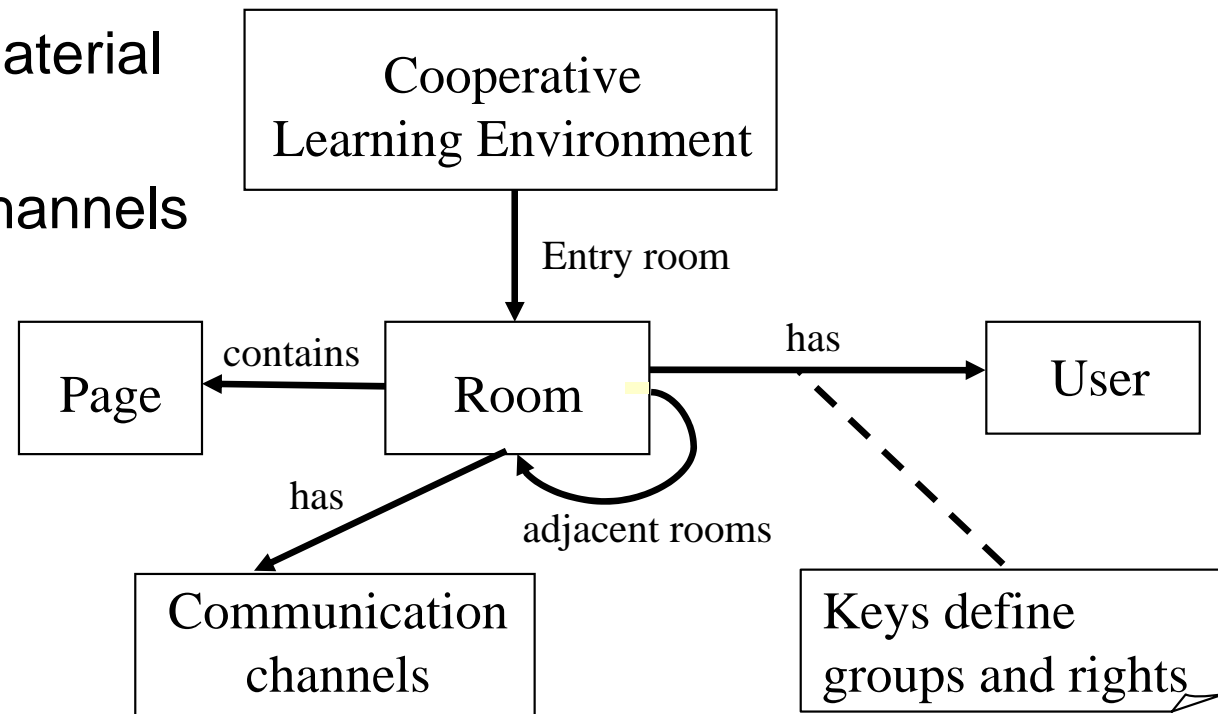 aterial
Cooperative
Learning Environment
hannels
Entry room
Page
contains
Room
has
User
has
adjacent rooms
Communication
channels
Keys define
groups and rights